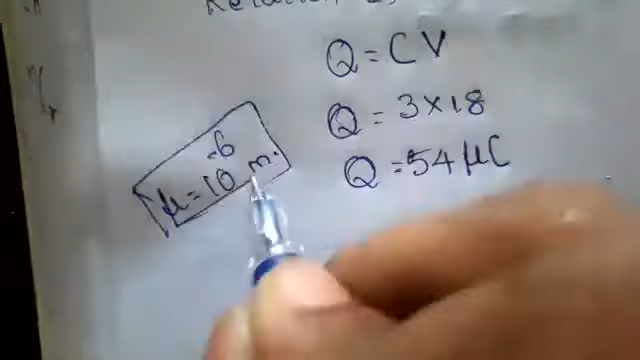 Q = CV
Q = 3×18
Q = 54 μC
μ = 10⁻⁶ m.